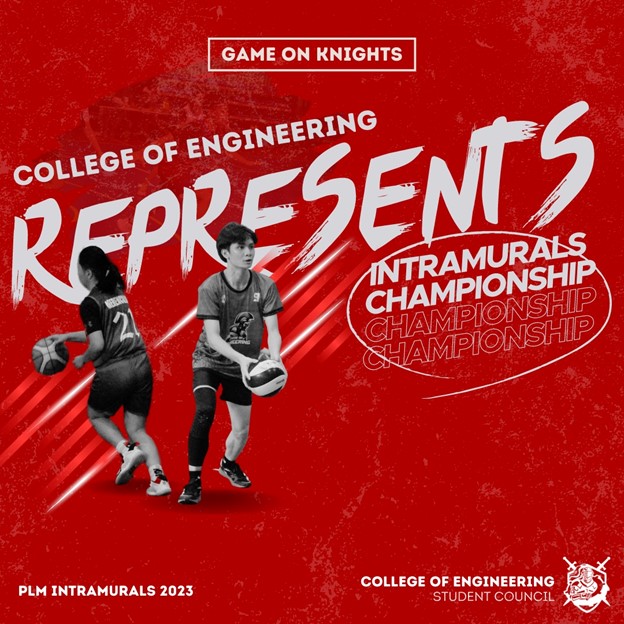 GAME ON KNIGHTS
COLLEGE OF ENGINEERING
REPRESENTS
INTRAMURALS
CHAMPIONSHIP
CHAMPIONSHIP
CHAMPIONSHIP
21
PLM INTRAMURALS 2023
COLLEGE OF ENGINEERING
STUDENT COUNCIL